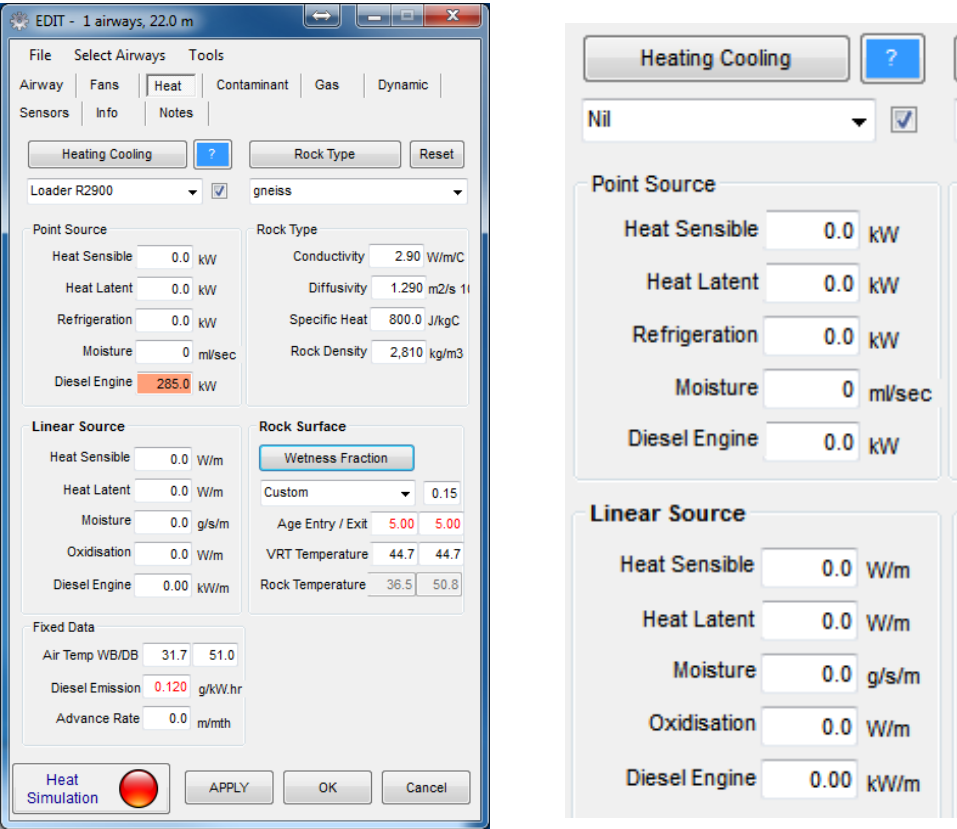 EDIT - 1 airways, 22.0 m
File Select Airways Tools
Airway Fans Heat Contaminant Gas Dynamic
Sensors Info Notes
Heating Cooling ? Rock Type Reset
Loader R2900 gneiss
Point Source Rock Type
Heat Sensible 0.0 kW Conductivity 2.90 W/m/C
Heat Latent 0.0 kW Diffusivity 1.290 m2/s 10
Refrigeration 0.0 kW Specific Heat 800.0 J/kgC
Moisture 0 ml/sec Rock Density 2,810 kg/m3
Diesel Engine 285.0 kW
Linear Source Rock Surface
Heat Sensible 0.0 W/m Wetness Fraction
Heat Latent 0.0 W/m Custom 0.15
Moisture 0.0 g/s/m Age Entry / Exit 5.00 5.00
Oxidisation 0.0 W/m VRT Temperature 44.7 44.7
Diesel Engine 0.00 kW/m Rock Temperature 36.5 50.8
Fixed Data
Air Temp WB/DB 31.7 51.0
Diesel Emission 0.120 g/kW.hr
Advance Rate 0.0 m/mth
Heat
Simulation APPLY OK Cancel
Heating Cooling ?
Nil
Point Source
Heat Sensible 0.0 kW
Heat Latent 0.0 kW
Refrigeration 0.0 kW
Moisture 0 ml/sec
Diesel Engine 0.0 kW
Linear Source
Heat Sensible 0.0 W/m
Heat Latent 0.0 W/m
Moisture 0.0 g/s/m
Oxidisation 0.0 W/m
Diesel Engine 0.00 kW/m